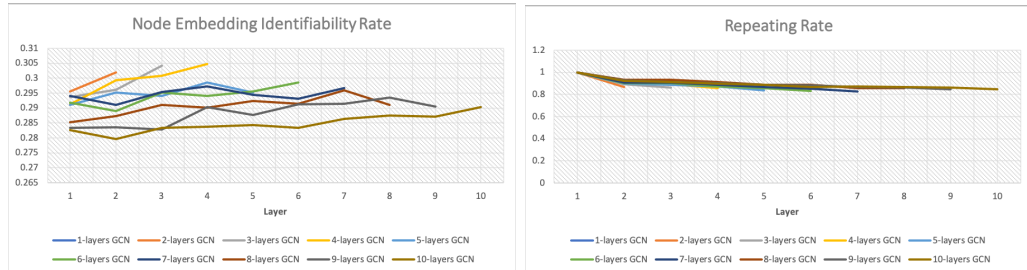 Node Embedding Identifiability Rate
0.31
0.305
0.3
0.295
0.29
0.285
0.28
0.275
0.27
0.265
1 2 3 4 5 6 7 8 9 10
Layer
1-layers GCN 2-layers GCN 3-layers GCN 4-layers GCN 5-layers GCN
6-layers GCN 7-layers GCN 8-layers GCN 9-layers GCN 10-layers GCN
Repeating Rate
1.2
1
0.8
0.6
0.4
0.2
0
1 2 3 4 5 6 7 8 9 10
Layer
1-layers GCN 2-layers GCN 3-layers GCN 4-layers GCN 5-layers GCN
6-layers GCN 7-layers GCN 8-layers GCN 9-layers GCN 10-layers GCN